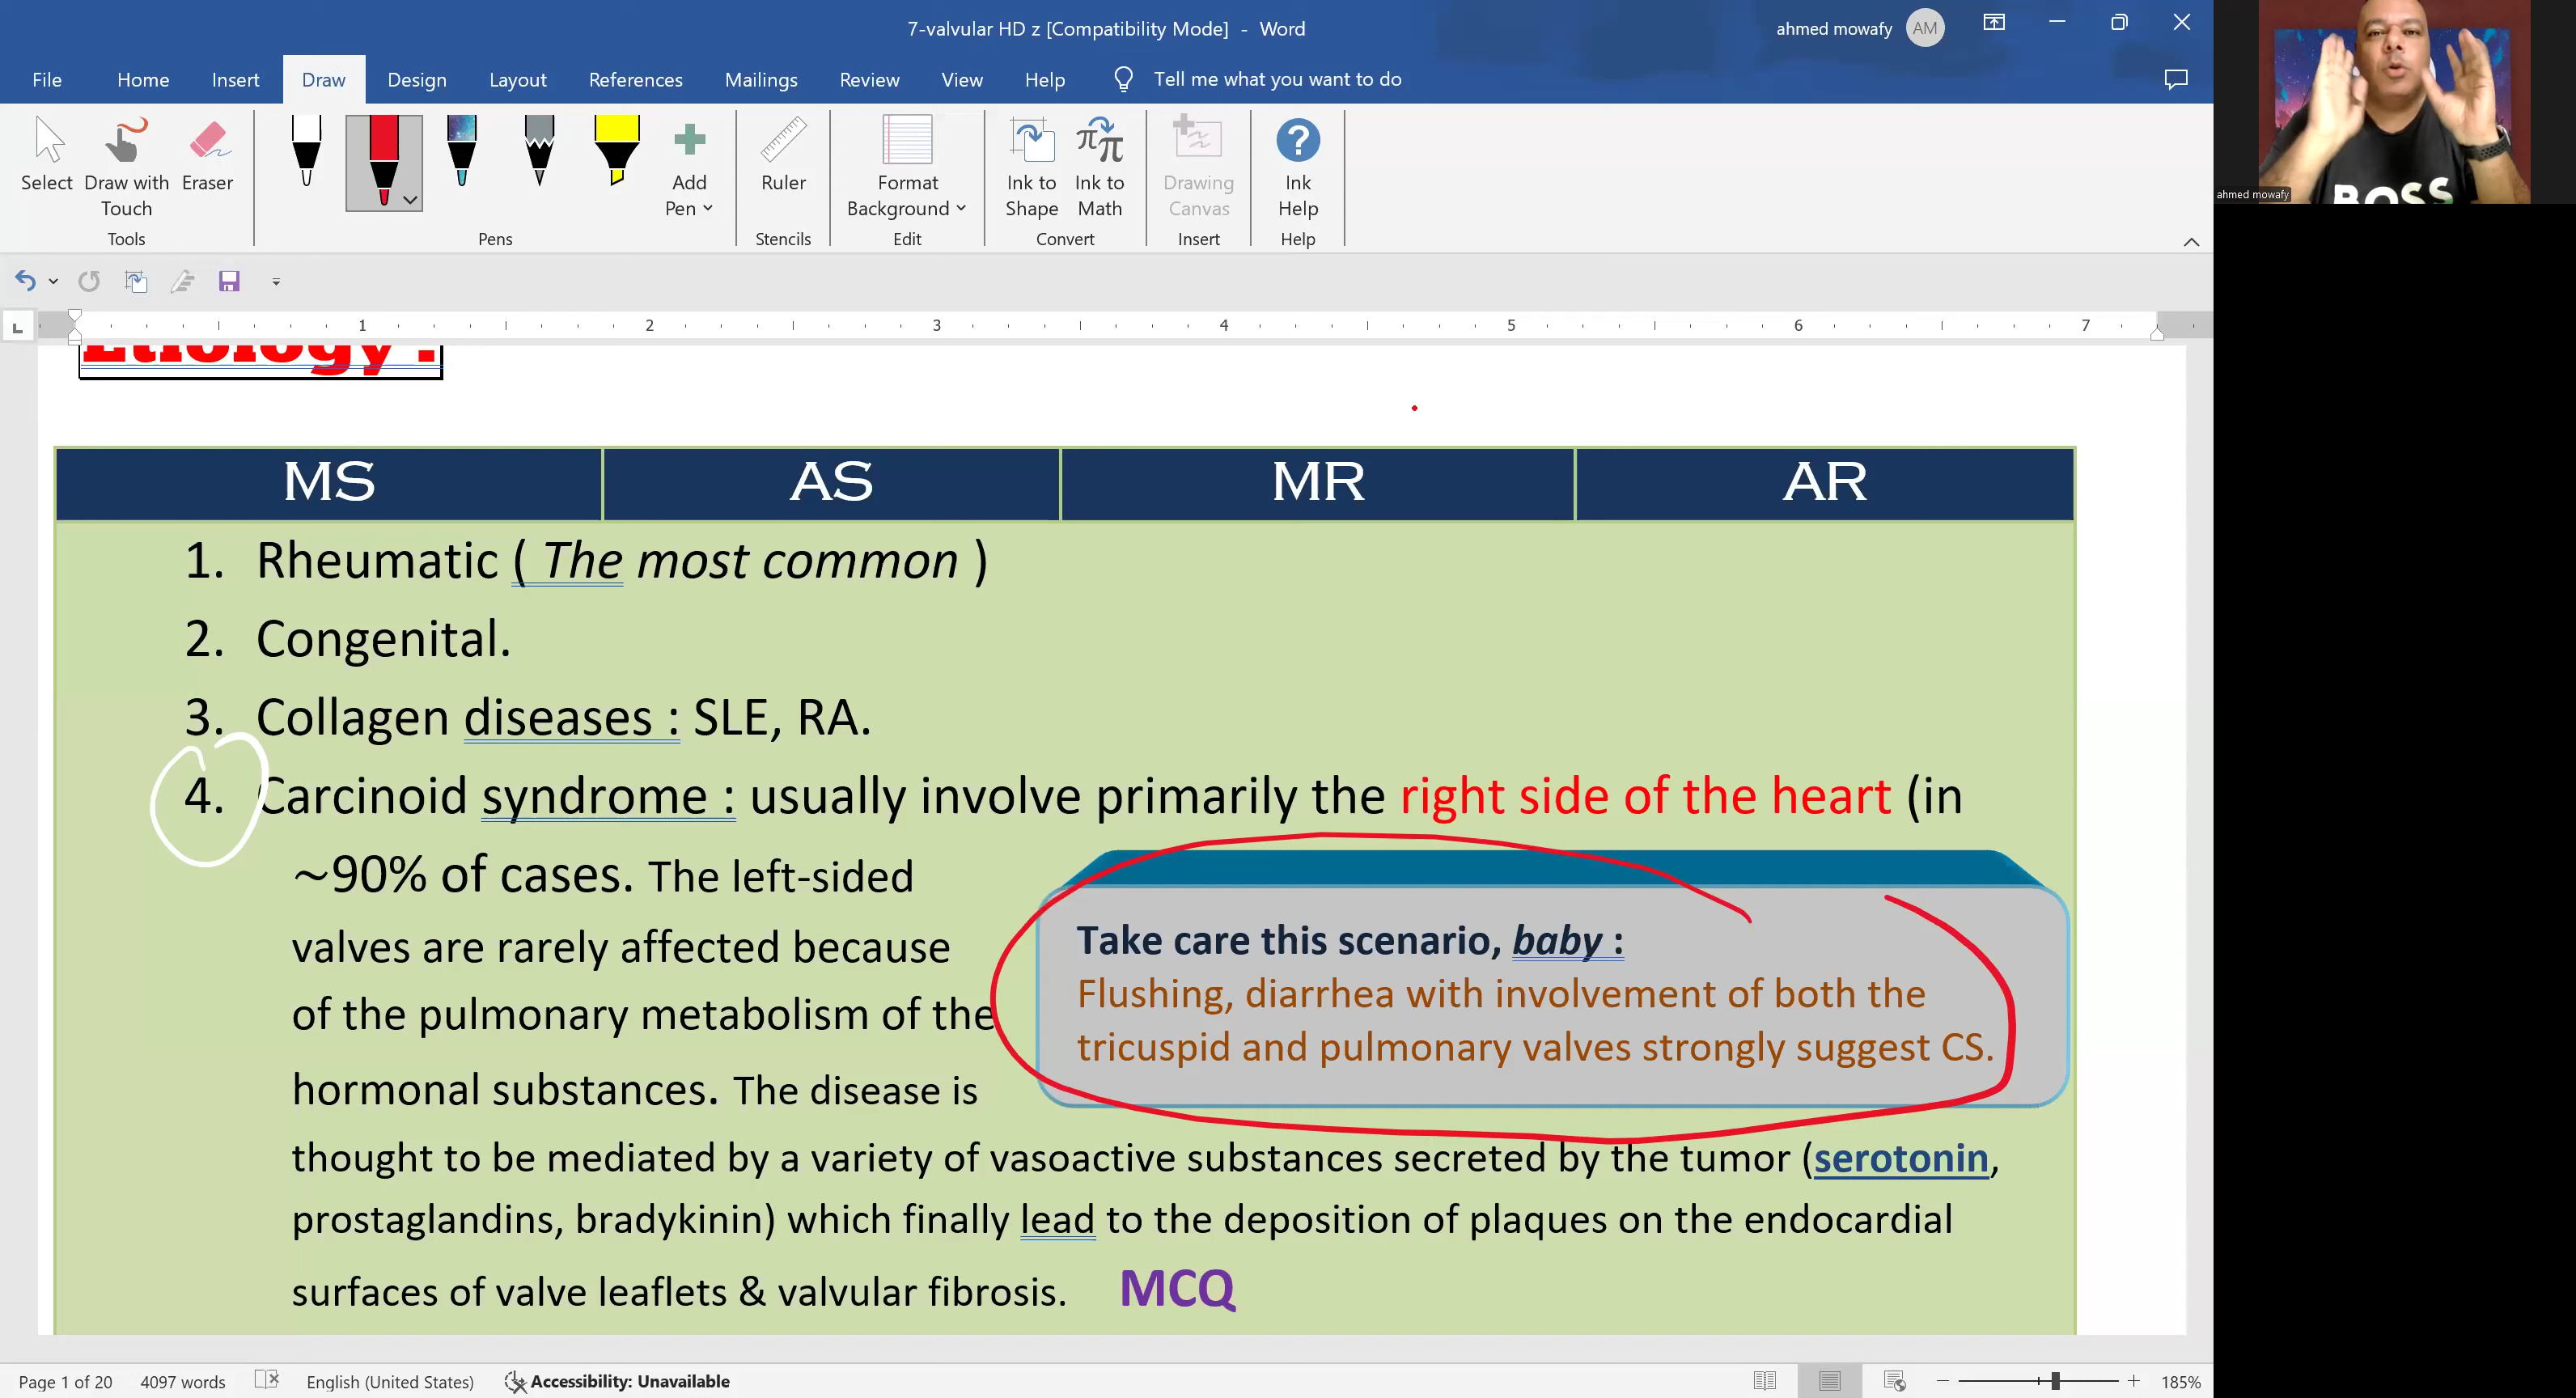 7-valvular HD z [Compatibility Mode] - Word
ahmed mowafy AM
File Home Insert Draw Design Layout References Mailings Review View Help Tell me what you want to do
Select Draw with Touch Eraser Add Pen Ruler Format Background Ink to Shape Ink to Math Drawing Canvas Ink Help
Tools Pens Stencils Edit Convert Insert Help
ahmed mowafy
BOSS
1 2 3 4 5 6 7
Etiology :
MS AS MR AR
1. Rheumatic ( The most common )
2. Congenital.
3. Collagen diseases : SLE, RA.
4. Carcinoid syndrome : usually involve primarily the right side of the heart (in
~90% of cases. The left-sided
valves are rarely affected because
of the pulmonary metabolism of the
hormonal substances. The disease is
Take care this scenario, baby :
Flushing, diarrhea with involvement of both the
tricuspid and pulmonary valves strongly suggest CS.
thought to be mediated by a variety of vasoactive substances secreted by the tumor (serotonin,
prostaglandins, bradykinin) which finally lead to the deposition of plaques on the endocardial
surfaces of valve leaflets & valvular fibrosis. MCQ
Page 1 of 20 4097 words English (United States) Accessibility: Unavailable 185%